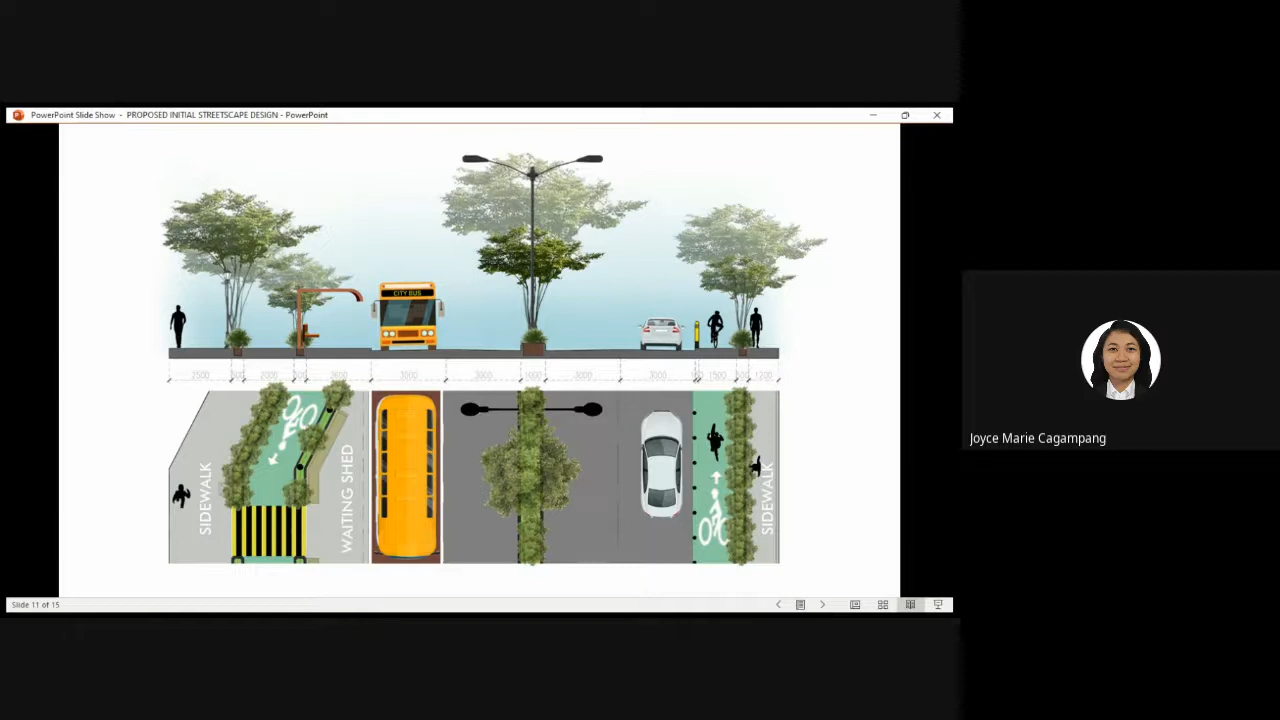 PowerPoint Slide Show - PROPOSED INITIAL STREETSCAPE DESIGN - PowerPoint
CITY BUS
2500
2000
3600
3000
3000
1000
3000
3000
1500
1200
SIDEWALK
WAITING SHED
SIDEWALK
Slide 11 of 15
Joyce Marie Cagampang